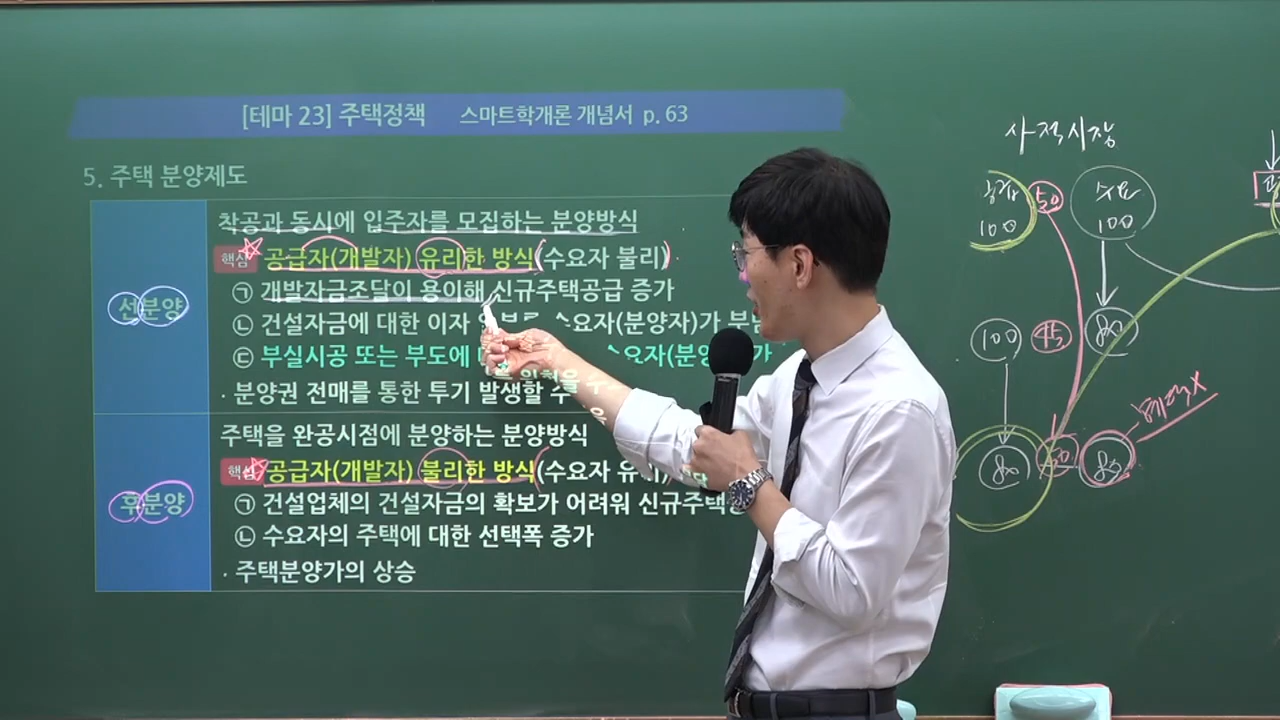 [테마 23] 주택정책 스마트학개론 개념서 p. 63
5. 주택 분양제도
선분양
착공과 동시에 입주자를 모집하는 분양방식
핵심 공급자(개발자) 유리한 방식(수요자 불리)
㉠ 개발자금조달이 용이해 신규주택공급 증가
㉡ 건설자금에 대한 이자 일부를 수요자(분양자)가
㉢ 부실시공 또는 부도에 수요자(분양 가
· 분양권 전매를 통한 투기 발생할 수
후분양
주택을 완공시점에 분양하는 분양방식
핵심 공급자(개발자) 불리한 방식(수요자
㉠ 건설업체의 건설자금의 확보가 어려워 신규주택
㉡ 수요자의 주택에 대한 선택폭 증가
· 주택분양가의 상승
사적시장
공급 50 수요
100 100
100 45 80
80 80